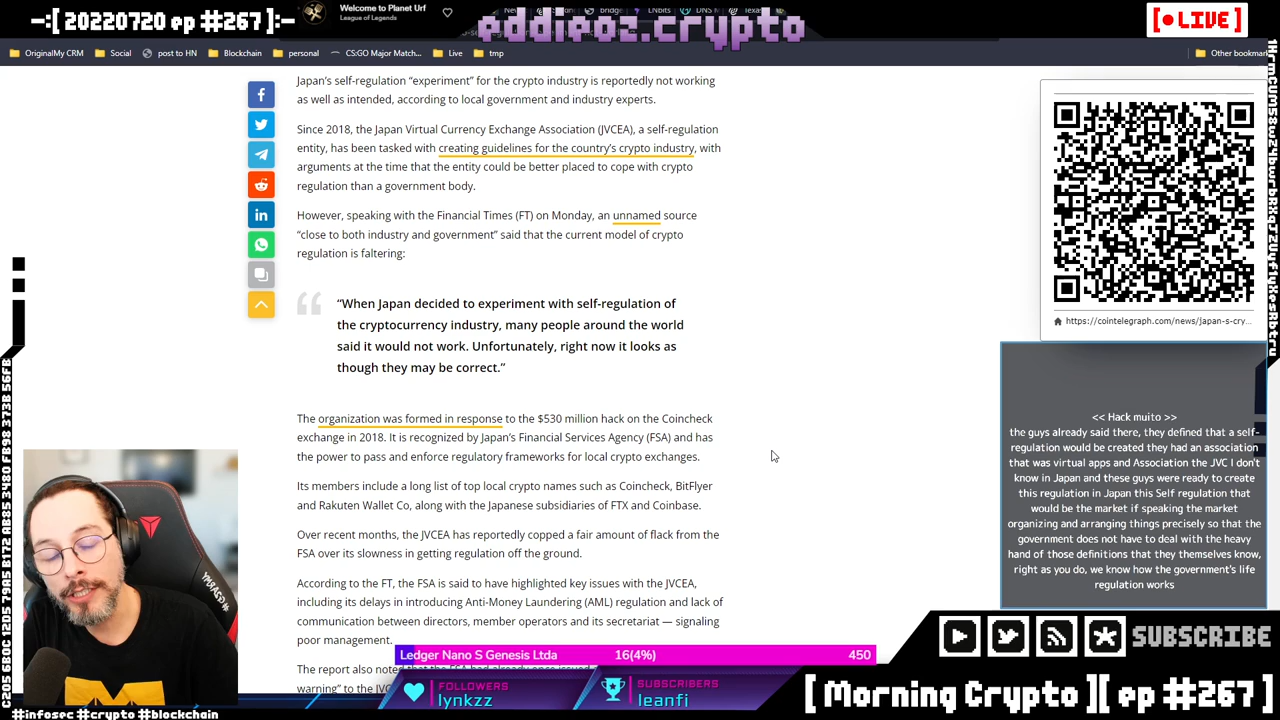 -:[ 20220720 ep #267 ]:-
Welcome to Planet Urf
League of Legends
eddieoz.crypto
[●LIVE]
OriginalMy CRM
Social
post to HN
Blockchain
personal
CS:GO Major Match...
Live
tmp
Other bookmar
Japan's self-regulation “experiment” for the crypto industry is reportedly not working
as well as intended, according to local government and industry experts.
Since 2018, the Japan Virtual Currency Exchange Association (JVCEA), a self-regulation
entity, has been tasked with creating guidelines for the country's crypto industry, with
arguments at the time that the entity could be better placed to cope with crypto
regulation than a government body.
However, speaking with the Financial Times (FT) on Monday, an unnamed source
“close to both industry and government” said that the current model of crypto
regulation is faltering:
“When Japan decided to experiment with self-regulation of
the cryptocurrency industry, many people around the world
said it would not work. Unfortunately, right now it looks as
though they may be correct.”
The organization was formed in response to the $530 million hack on the Coincheck
exchange in 2018. It is recognized by Japan's Financial Services Agency (FSA) and has
the power to pass and enforce regulatory frameworks for local crypto exchanges.
Its members include a long list of top local crypto names such as Coincheck, BitFlyer
and Rakuten Wallet Co, along with the Japanese subsidiaries of FTX and Coinbase.
Over recent months, the JVCEA has reportedly copped a fair amount of flack from the
FSA over its slowness in getting regulation off the ground.
According to the FT, the FSA is said to have highlighted key issues with the JVCEA,
including its delays in introducing Anti-Money Laundering (AML) regulation and lack of
communication between directors, member operators and its secretariat — signaling
poor management.
https://cointelegraph.com/news/japan-s-cry...
<< Hack muito >>
the guys already said there, they defined that a self-
regulation would be created they had an association
that was virtual apps and Association the JVC I don't
know in Japan and these guys were ready to create
this regulation in Japan this Self regulation that
would be the market if speaking the market
organizing and arranging things precisely so that the
government does not have to deal with the heavy
hand of those definitions that they themselves know,
right as you do, we know how the government's life
regulation works
SUBSCRIBE
Ledger Nano S Genesis Ltda
16(4%)
450
FOLLOWERS
lynkzz
SUBSCRIBERS
leanfi
[ Morning Crypto ][ ep #267 ]
#infosec #crypto #blockchain